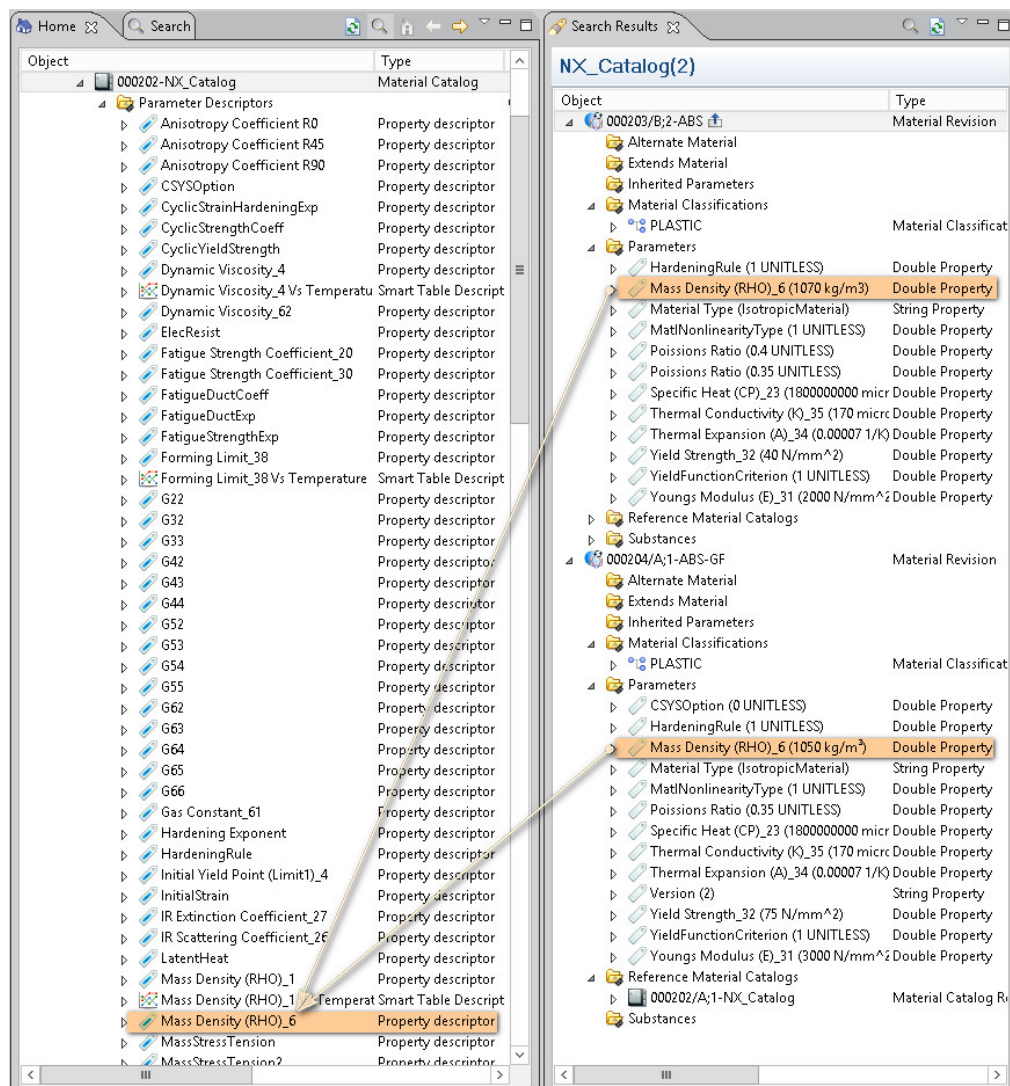 Home
Search
Object Type
000202-NX_Catalog Material Catalog
Parameter Descriptors
Anisotropy Coefficient R0 Property descriptor
Anisotropy Coefficient R45 Property descriptor
Anisotropy Coefficient R90 Property descriptor
CSYSOption Property descriptor
CyclicStrainHardeningExp Property descriptor
CyclicStrengthCoeff Property descriptor
CyclicYieldStrength Property descriptor
Dynamic Viscosity_4 Property descriptor
Dynamic Viscosity_4 Vs Temperatu Smart Table Descript
Dynamic Viscosity_62 Property descriptor
ElecResist Property descriptor
Fatigue Strength Coefficient_20 Property descriptor
Fatigue Strength Coefficient_30 Property descriptor
FatigueDuctCoeff Property descriptor
FatigueDuctExp Property descriptor
FatigueStrengthExp Property descriptor
Forming Limit_38 Property descriptor
Forming Limit_38 Vs Temperature Smart Table Descript
G22 Property descriptor
G32 Property descriptor
G33 Property descriptor
G42 Property descriptor
G43 Property descriptor
G44 Property descriptor
G52 Property descriptor
G53 Property descriptor
G54 Property descriptor
G55 Property descriptor
G62 Property descriptor
G63 Property descriptor
G64 Property descriptor
G65 Property descriptor
G66 Property descriptor
Gas Constant_61 Property descriptor
Hardening Exponent Property descriptor
HardeningRule Property descriptor
Initial Yield Point (Limit1)_4 Property descriptor
InitialStrain Property descriptor
IR Extinction Coefficient_27 Property descriptor
IR Scattering Coefficient_26 Property descriptor
LatentHeat Property descriptor
Mass Density (RHO)_1 Property descriptor
Mass Density (RHO)_1 Temperat Smart Table Descript
Mass Density (RHO)_6 Property descriptor
MassStressTension Property descriptor
MassStressTension2 Property descriptor
Search Results
NX_Catalog(2)
Object Type
000203/B;2-ABS Material Revision
Alternate Material
Extends Material
Inherited Parameters
Material Classifications
PLASTIC Material Classificat
Parameters
HardeningRule (1 UNITLESS) Double Property
Mass Density (RHO)_6 (1070 kg/m3) Double Property
Material Type (IsotropicMaterial) String Property
MatlNonlinearityType (1 UNITLESS) Double Property
Poissions Ratio (0.4 UNITLESS) Double Property
Poissions Ratio (0.35 UNITLESS) Double Property
Specific Heat (CP)_23 (1800000000 micr Double Property
Thermal Conductivity (K)_35 (170 micrc Double Property
Thermal Expansion (A)_34 (0.00007 1/K) Double Property
Yield Strength_32 (40 N/mm^2) Double Property
YieldFunctionCriterion (1 UNITLESS) Double Property
Youngs Modulus (E)_31 (2000 N/mm^2 Double Property
Reference Material Catalogs
Substances
000204/A;1-ABS-GF Material Revision
Alternate Material
Extends Material
Inherited Parameters
Material Classifications
PLASTIC Material Classificat
Parameters
CSYSOption (0 UNITLESS) Double Property
HardeningRule (1 UNITLESS) Double Property
Mass Density (RHO)_6 (1050 kg/m³) Double Property
Material Type (IsotropicMaterial) String Property
MatlNonlinearityType (1 UNITLESS) Double Property
Poissions Ratio (0.35 UNITLESS) Double Property
Specific Heat (CP)_23 (1800000000 micr Double Property
Thermal Conductivity (K)_35 (170 micrc Double Property
Thermal Expansion (A)_34 (0.00007 1/K) Double Property
Version (2) String Property
Yield Strength_32 (75 N/mm^2) Double Property
YieldFunctionCriterion (1 UNITLESS) Double Property
Youngs Modulus (E)_31 (3000 N/mm^2 Double Property
Reference Material Catalogs
000202/A;1-NX_Catalog Material Catalog R
Substances